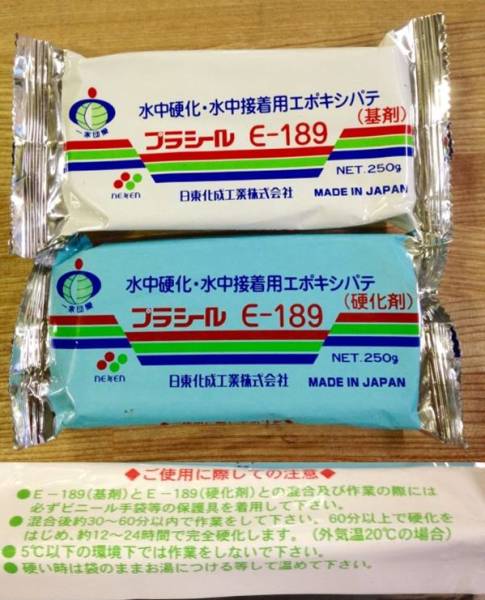 水中硬化・水中接着用エポキシパテ
(基剤)
プラシール E-189
NET.250g
日東化成工業株式会社
MADE IN JAPAN
水中硬化・水中接着用エポキシパテ
(硬化剤)
プラシール E-189
NET.250g
日東化成工業株式会社
MADE IN JAPAN
◆ご使用に際しての注意◆
●E-189(基剤)とE-189(硬化剤)との混合及び作業の際には
必ずビニール手袋等の保護具を着用して下さい。
●混合後約30~60分以内で作業をして下さい。60分以上で硬化を
はじめ、約12~24時間で完全硬化します。(外気温20℃の場合)
●5℃以下の環境下では作業をしないで下さい。
●硬い時は袋のままお湯につける等して温めて下さい。